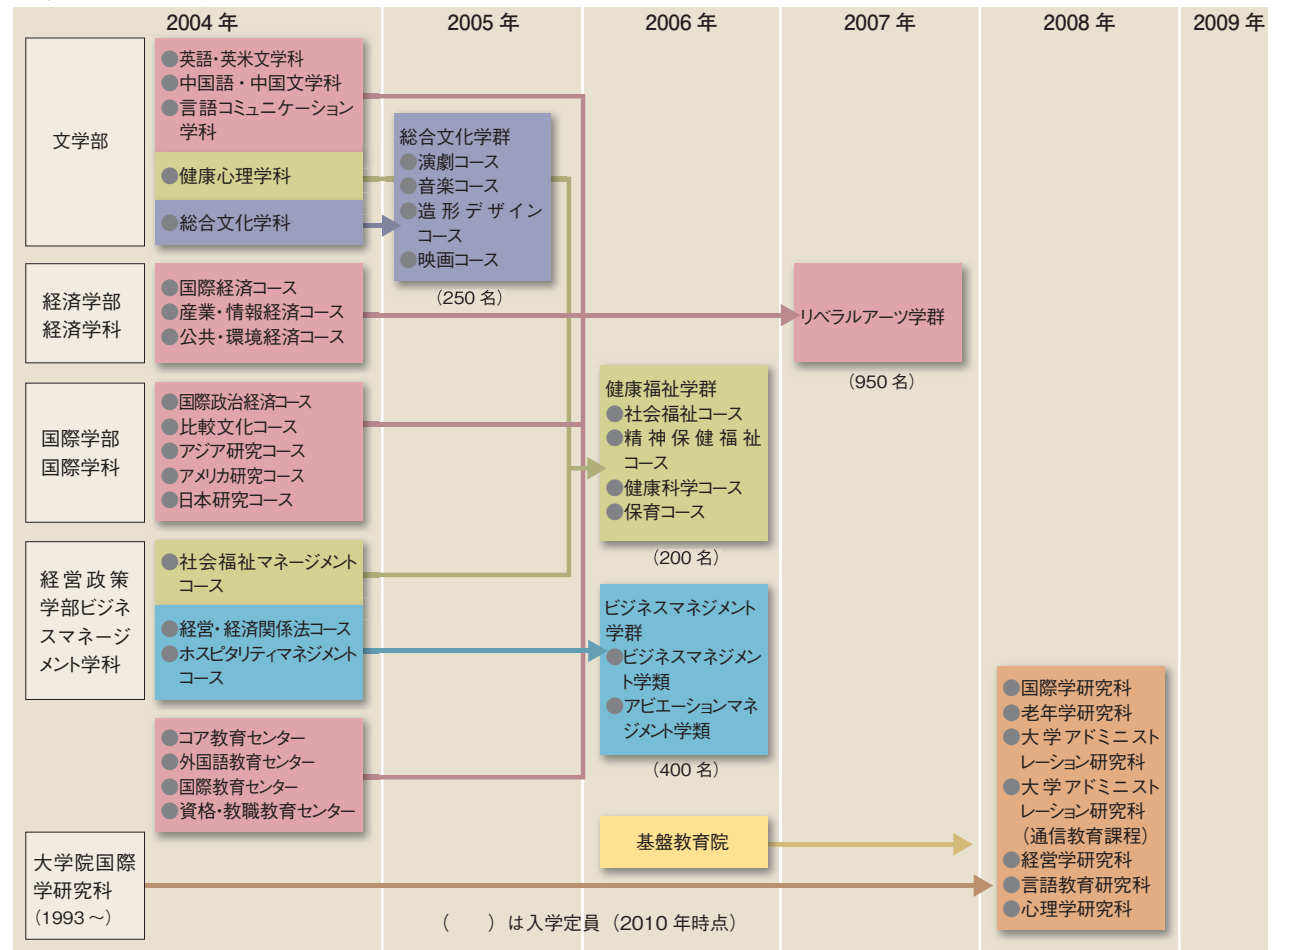 2004 年
2005 年
2006 年
2007 年
2008 年
2009 年
文学部
●英語・英米文学科
●中国語・中国文学科
●言語コミュニケーション
学科
●健康心理学科
●総合文化学科
総合文化学群
●演劇コース
●音楽コース
●造形デザイン
コース
●映画コース
（250 名）
経済学部
経済学科
●国際経済コース
●産業・情報経済コース
●公共・環境経済コース
リベラルアーツ学群
（950 名）
国際学部
国際学科
●国際政治経済コース
●比較文化コース
●アジア研究コース
●アメリカ研究コース
●日本研究コース
健康福祉学群
●社会福祉コース
●精神保健福祉
コース
●健康科学コース
●保育コース
（200 名）
経営政策
学部ビジネ
スマネージ
メント学科
●社会福祉マネージメント
コース
●経営・経済関係法コース
●ホスピタリティマネジメント
コース
ビジネスマネジメント
学群
●ビジネスマネジメン
ト学類
●アビエーションマネ
ジメント学類
（400 名）
●コア教育センター
●外国語教育センター
●国際教育センター
●資格・教職教育センター
基盤教育院
大学院国際
学研究科
（1993 ～）
●国際学研究科
●老年学研究科
●大学アドミニスト
レーション研究科
●大学アドミニスト
レーション研究科
（通信教育課程）
●経営学研究科
●言語教育研究科
●心理学研究科
（　　）は入学定員（2010 年時点）